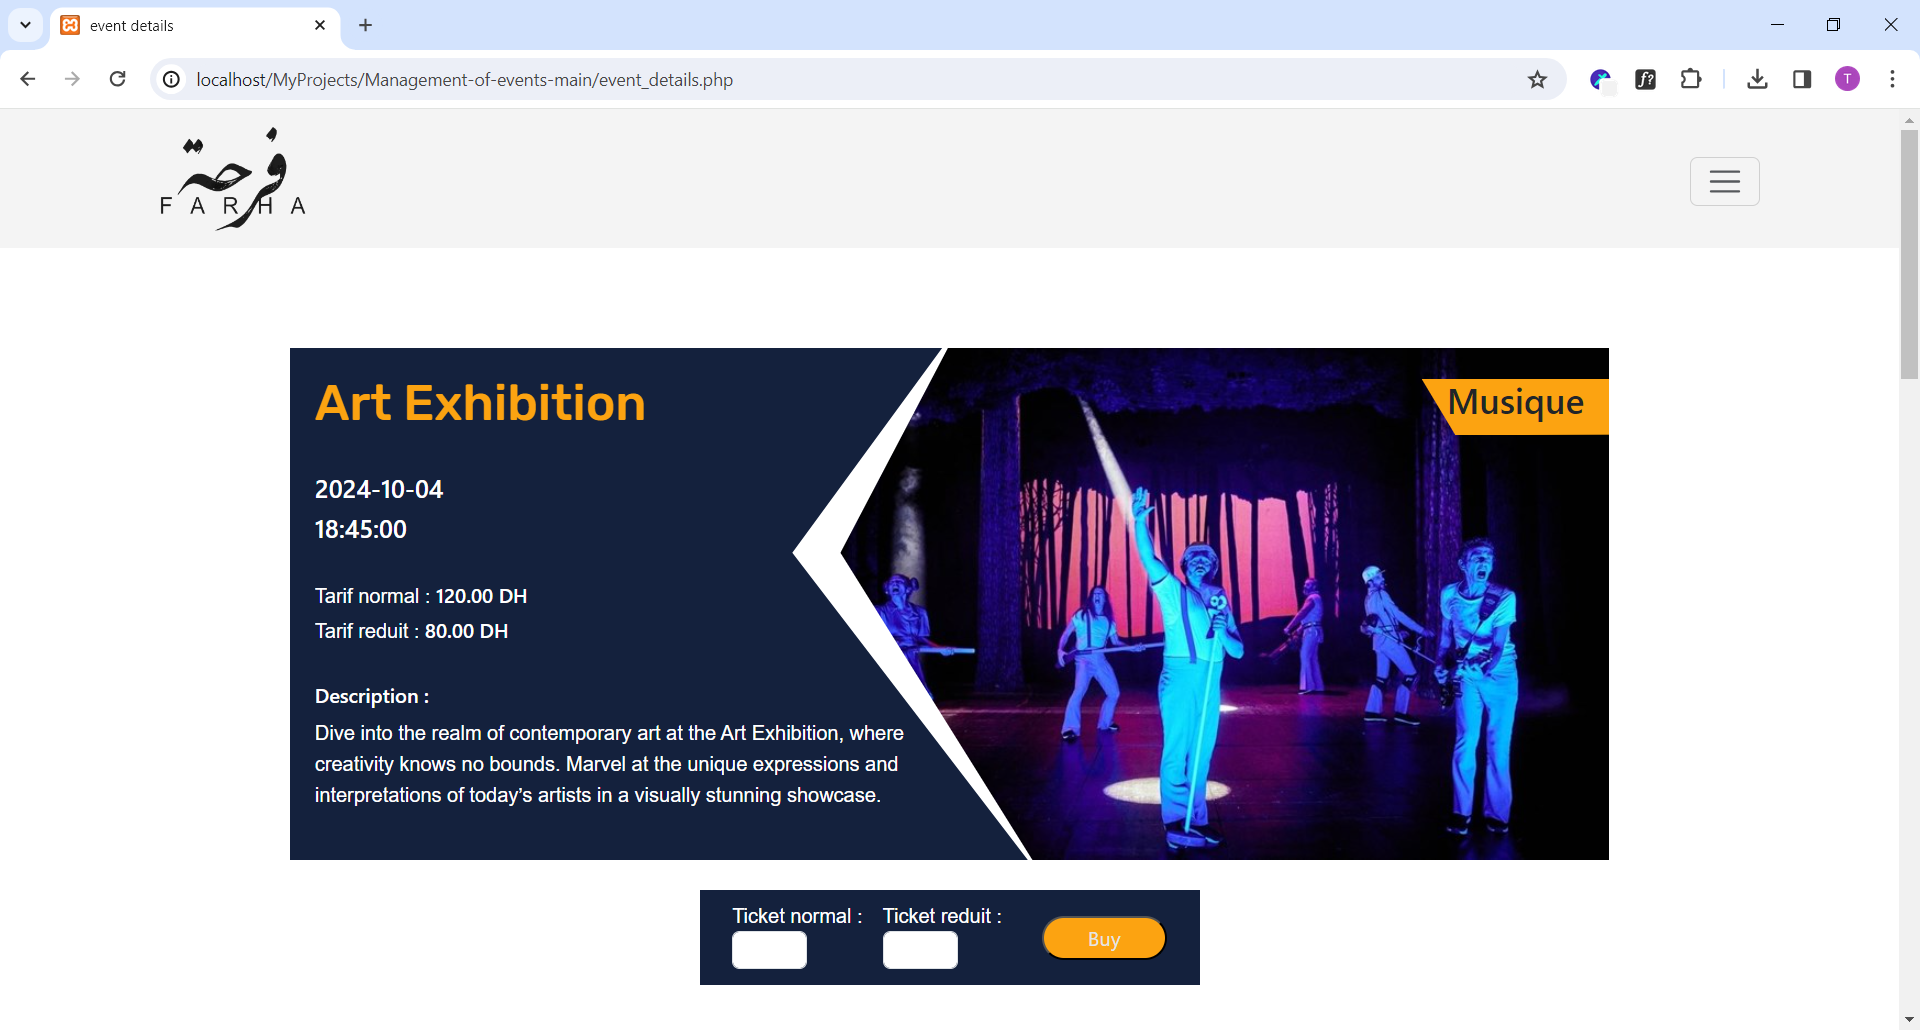 event details
localhost/MyProjects/Management-of-events-main/event_details.php
f?
T
فرحة
FARHA
Art Exhibition
Musique
2024-10-04
18:45:00
Tarif normal : 120.00 DH
Tarif reduit : 80.00 DH
Description :
Dive into the realm of contemporary art at the Art Exhibition, where
creativity knows no bounds. Marvel at the unique expressions and
interpretations of today’s artists in a visually stunning showcase.
Ticket normal :
Ticket reduit :
Buy